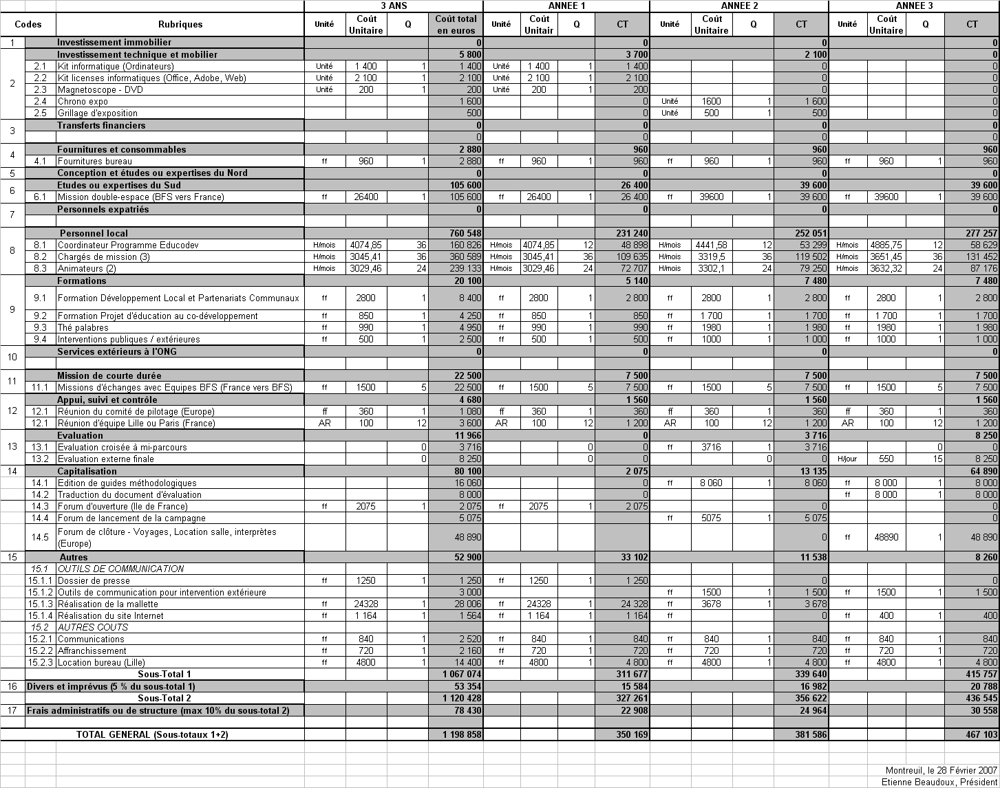 3 ANS ANNEE 1 ANNEE 2 ANNEE 3
Codes Rubriques Unité Coût Unitaire Q Coût total en euros Unité Coût Unitair Q CT Unité Coût Unitaire Q CT Unité Coût Unitaire Q CT
1 Investissement immobilier 0 0 0 0
2 Investissement technique et mobilier 5 800 3 700 2 100 0
2.1 Kit informatique (Ordinateurs) Unité 1 400 1 1 400 Unité 1 400 1 1 400 0 0
2.2 Kit licenses informatiques (Office, Adobe, Web) Unité 2 100 1 2 100 Unité 2 100 1 2 100 0 0
2.3 Magnetoscope - DVD Unité 200 1 200 Unité 200 1 200 0 0
2.4 Chrono expo 1 600 0 Unité 1600 1 1 600 0
2.5 Grillage d'exposition 500 0 Unité 500 1 500 0
3 Transferts financiers 0 0 0 0
0 0 0 0
4 Fournitures et consommables 2 880 960 960 960
4.1 Fournitures bureau ff 960 1 2 880 ff 960 1 960 ff 960 1 960 ff 960 1 960
5 Conception et études ou expertises du Nord 0 0 0 0
6 Etudes ou expertises du Sud 105 600 26 400 39 600 39 600
6.1 Mission double-espace (BFS vers France) ff 26400 1 105 600 ff 26400 1 26 400 ff 39600 1 39 600 ff 39600 1 39 600
7 Personnels expatriés 0 0 0 0
8 Personnel local 760 548 231 240 252 051 277 257
8.1 Coordinateur Programme Educodev H/mois 4074,85 36 160 826 H/mois 4074,85 12 48 898 H/mois 4441,58 12 53 299 H/mois 4885,75 12 58 629
8.2 Chargés de mission (3) H/mois 3045,41 36 360 589 H/mois 3045,41 36 109 635 H/mois 3319,5 36 119 502 H/mois 3651,45 36 131 452
8.3 Animateurs (2) H/mois 3029,46 24 239 133 H/mois 3029,46 24 72 707 H/mois 3302,1 24 79 250 H/mois 3632,32 24 87 176
9 Formations 20 100 5 140 7 480 7 480
9.1 Formation Développement Local et Partenariats Communaux ff 2800 1 8 400 ff 2800 1 2 800 ff 2800 1 2 800 ff 2800 1 2 800
9.2 Formation Projet d'éducation au co-développement ff 850 1 4 250 ff 850 1 850 ff 1 700 1 1 700 ff 1 700 1 1 700
9.3 Thé palabres ff 990 1 4 950 ff 990 1 990 ff 1980 1 1 980 ff 1980 1 1 980
9.4 Interventions publiques / extérieures ff 500 1 2 500 ff 500 1 500 ff 1000 1 1 000 ff 1000 1 1 000
10 Services extérieurs à l'ONG 0 0 0 0
11 Mission de courte durée 22 500 7 500 7 500 7 500
11.1 Missions d'échanges avec Equipes BFS (France vers BFS) ff 1500 5 22 500 ff 1500 5 7 500 ff 1500 5 7 500 ff 1500 5 7 500
12 Appui, suivi et contrôle 4 680 1 560 1 560 1 560
12.1 Réunion du comité de pilotage (Europe) ff 360 1 1 080 ff 360 1 360 ff 360 1 360 ff 360 1 360
12.1 Réunion d'équipe Lille ou Paris (France) AR 100 12 3 600 AR 100 12 1 200 AR 100 12 1 200 AR 100 12 1 200
13 Evaluation 11 966 0 3 716 8 250
13.1 Evaluation croisée à mi-parcours 0 3 716 0 0 ff 3716 1 3 716 0 0
13.2 Evaluation externe finale 0 8 250 0 0 0 0 H/jour 550 15 8 250
14 Capitalisation 80 100 2 075 13 135 64 890
14.1 Edition de guides méthodologiques 16 060 0 ff 8 060 1 8 060 ff 8 000 1 8 000
14.2 Traduction du document d'évaluation 8 000 0 ff 8 000 1 8 000
14.3 Forum d'ouverture (Ile de France) ff 2075 1 2 075 ff 2075 1 2 075 0 0
14.4 Forum de lancement de la campagne 5 075 ff 5075 1 5 075 0
14.5 Forum de clôture - Voyages, Location salle, interprètes (Europe) 48 890 0 ff 48890 1 48 890
15 Autres 52 900 33 102 11 538 8 260
15.1 OUTILS DE COMMUNICATION
15.1.1 Dossier de presse ff 1250 1 1 250 ff 1250 1 1 250 0 0
15.1.2 Outils de communication pour intervention extérieure 3 000 ff 1500 1 1 500 ff 1500 1 1 500
15.1.3 Réalisation de la mallette ff 24328 1 28 006 ff 24328 1 24 328 ff 3678 1 3 678
15.1.4 Réalisation du site Internet ff 1 164 1 1 564 ff 1 164 1 1 164 ff 0 ff 400 1 400
15.2 AUTRES COUTS
15.2.1 Communications ff 840 1 2 520 ff 840 1 840 ff 840 1 840 ff 840 1 840
15.2.2 Affranchissement ff 720 1 2 160 ff 720 1 720 ff 720 1 720 ff 720 1 720
15.2.3 Location bureau (Lille) ff 4800 1 14 400 ff 4800 1 4 800 ff 4800 1 4 800 ff 4800 1 4 800
Sous-Total 1 1 067 074 311 677 339 640 415 757
16 Divers et imprévus (5 % du sous-total 1) 53 354 15 584 16 982 20 788
Sous-Total 2 1 120 428 327 261 356 622 436 545
17 Frais administratifs ou de structure (max 10% du sous-total 2) 78 430 22 908 24 964 30 558
TOTAL GENERAL (Sous-totaux 1+2) 1 198 858 350 169 381 586 467 103
Montreuil, le 28 Février 2007
Etienne Beaudoux, Président